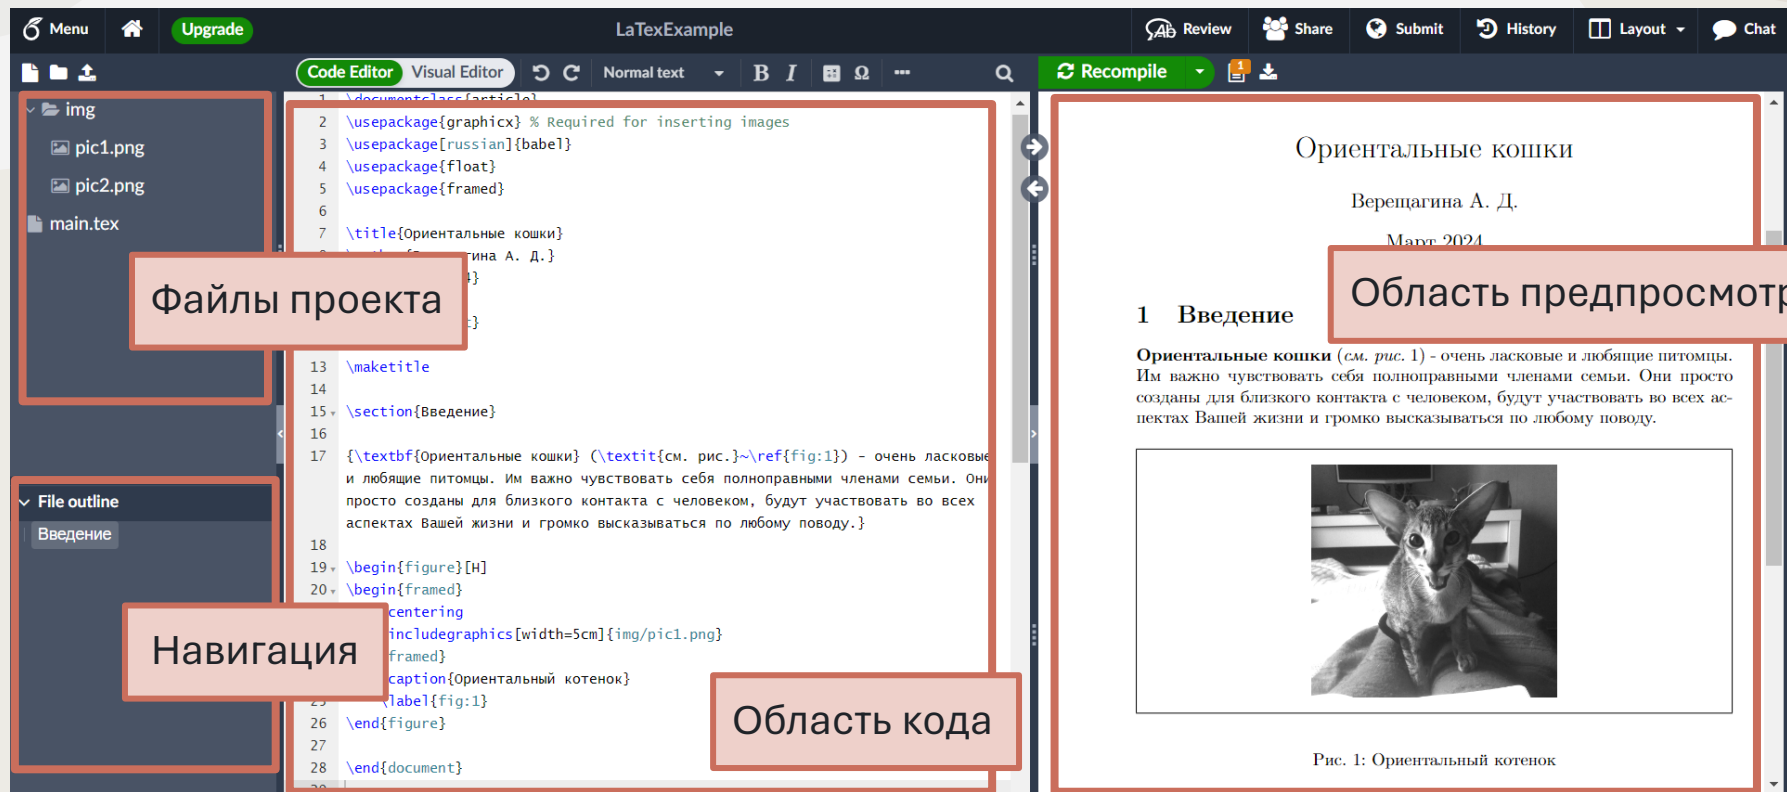 Menu
Upgrade
LaTexExample
Review
Share
Submit
History
Layout
Chat
Code Editor
Visual Editor
Normal text
B I
Ω
Recompile
1
img
pic1.png
pic2.png
main.tex
Файлы проекта
File outline
Введение
Навигация
1 \documentclass{article}
2 \usepackage{graphicx} % Required for inserting images
3 \usepackage[russian]{babel}
4 \usepackage{float}
5 \usepackage{framed}
6
7 \title{Ориентальные кошки}
гина А. Д.}
4}
t}
13 \maketitle
14
15 \section{Введение}
16
17 {\textbf{Ориентальные кошки} (\textit{см. рис.}~\ref{fig:1}) - очень ласковые
и любящие питомцы. Им важно чувствовать себя полноправными членами семьи. Они
просто созданы для близкого контакта с человеком, будут участвовать во всех
аспектах Вашей жизни и громко высказываться по любому поводу.}
18
19 \begin{figure}[H]
20 \begin{framed}
centering
includegraphics[width=5cm]{img/pic1.png}
framed}
caption{Ориентальный котенок}
25 \label{fig:1}
26 \end{figure}
27
28 \end{document}
Область кода
Ориентальные кошки
Верещагина А. Д.
Март 2024
Область предпросмотр
1 Введение
Ориентальные кошки (см. рис. 1) - очень ласковые и любящие питомцы.
Им важно чувствовать себя полноправными членами семьи. Они просто
созданы для близкого контакта с человеком, будут участвовать во всех ас-
пектах Вашей жизни и громко высказываться по любому поводу.
Рис. 1: Ориентальный котенок